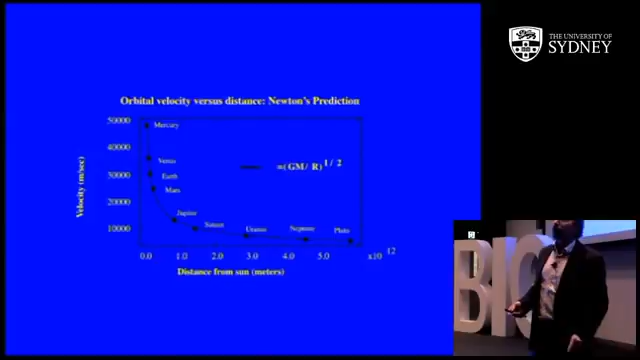 THE UNIVERSITY OF
SYDNEY
Orbital velocity versus distance: Newton's Prediction
50000
40000
30000
20000
10000
Velocity (m/sec)
Mercury
Venus
Earth
Mars
Jupiter
Saturn
Uranus
Neptune
Pluto
=(GM/ R)1/2
0.0 1.0 2.0 3.0 4.0 5.0 x10 12
Distance from sun (meters)
BIG